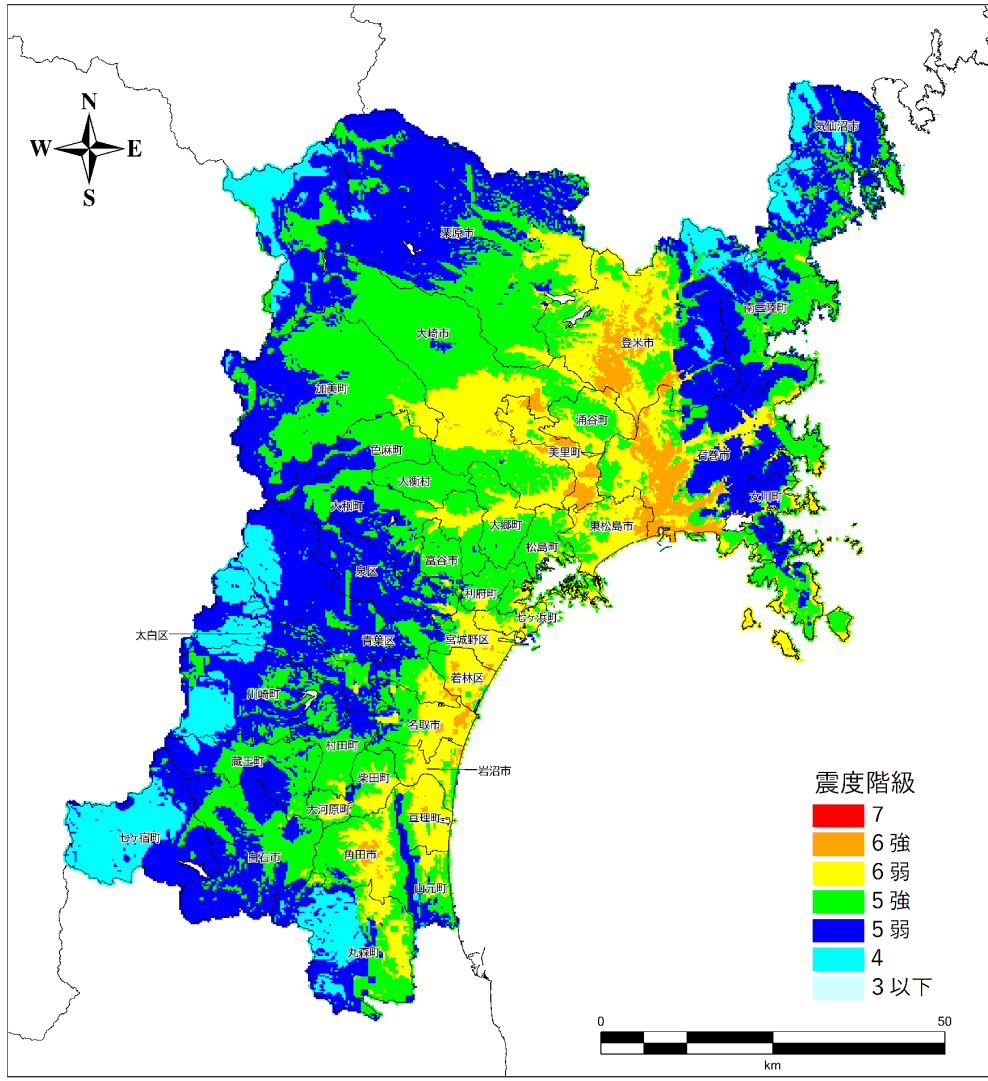 N
W E
S
気仙沼市
栗原市
南三陸町
大崎市
登米市
加美町
涌谷町
色麻町
美里町
石巻市
大衡村
女川町
大和町
大郷町
東松島市
松島町
富谷市
泉区
利府町
七ヶ浜町
太白区
青葉区
宮城野区
若林区
川崎町
名取市
村田町
蔵王町
岩沼市
柴田町
大河原町
亘理町
七ケ宿町
白石市
角田市
山元町
丸森町
震度階級
7
6強
6弱
5強
5弱
4
3以下
0 50
km